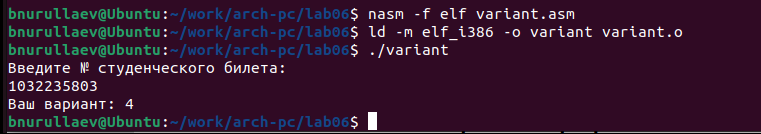 bnurullaev@Ubuntu:~/work/arch-pc/lab06$ nasm -f elf variant.asm
bnurullaev@Ubuntu:~/work/arch-pc/lab06$ ld -m elf_i386 -o variant variant.o
bnurullaev@Ubuntu:~/work/arch-pc/lab06$ ./variant
Введите № студенческого билета:
1032235803
Ваш вариант: 4
bnurullaev@Ubuntu:~/work/arch-pc/lab06$